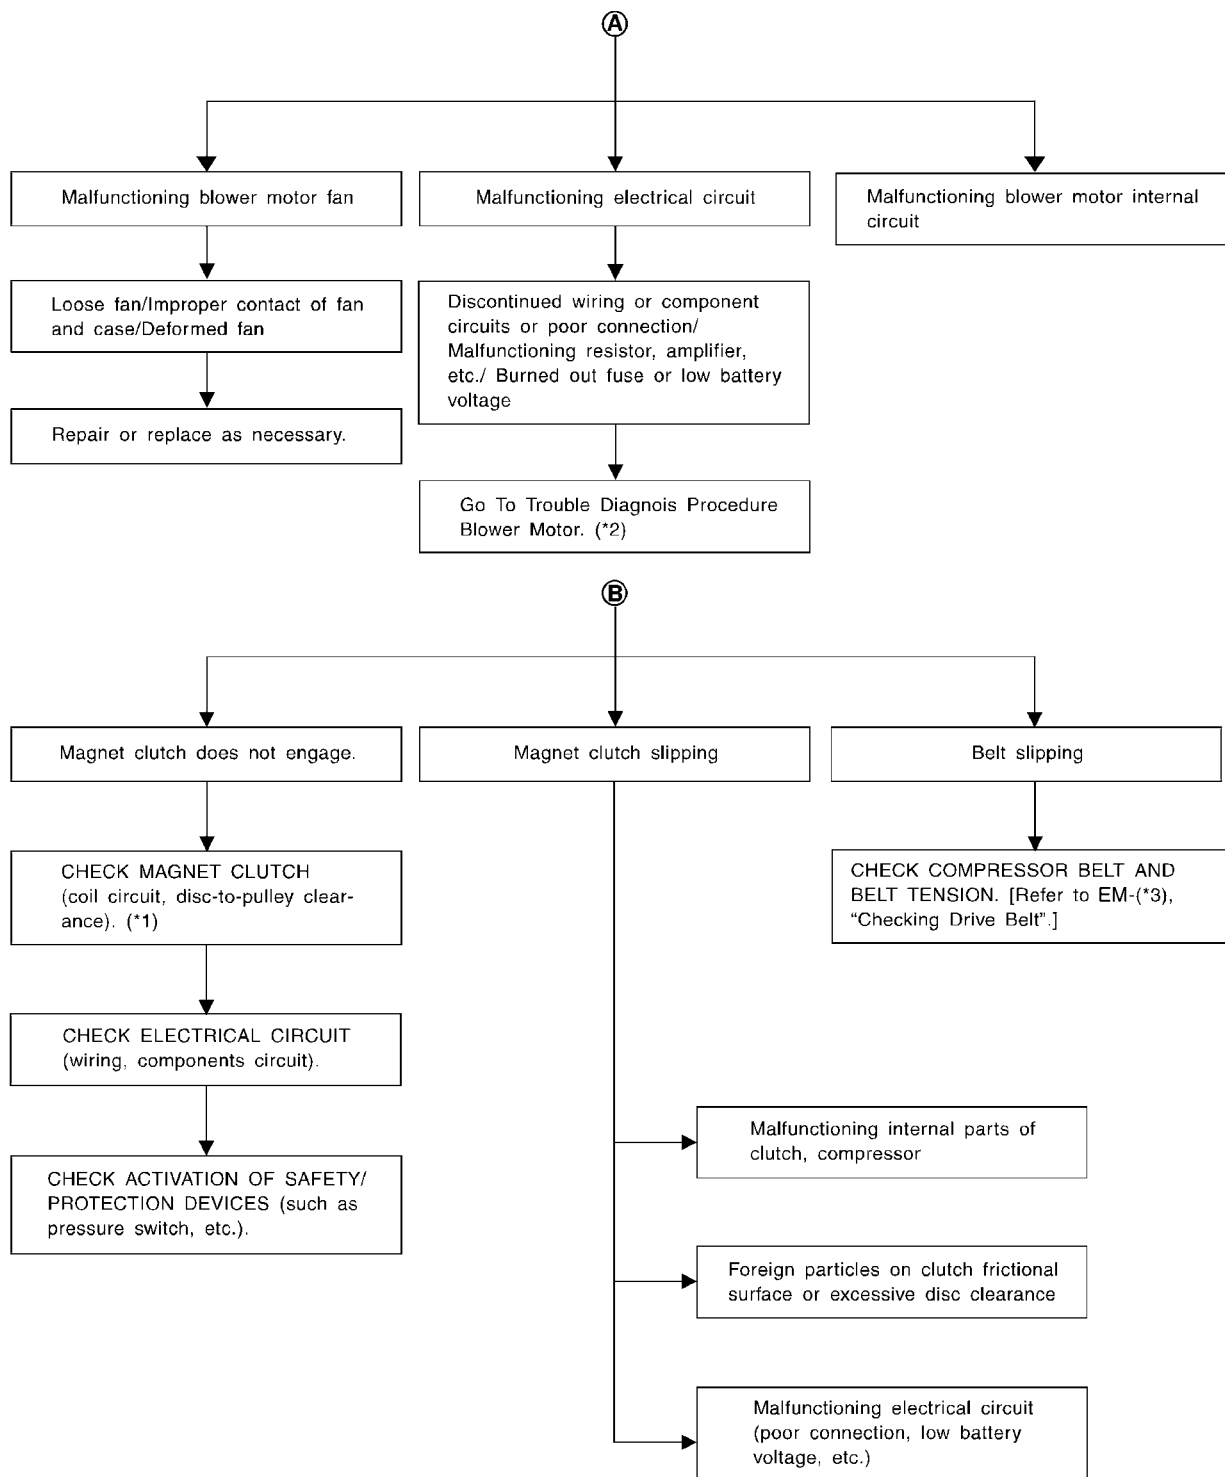 A
Malfunctioning blower motor fan
Malfunctioning electrical circuit
Malfunctioning blower motor internal
circuit
Loose fan/Improper contact of fan
and case/Deformed fan
Discontinued wiring or component
circuits or poor connection/
Malfunctioning resistor, amplifier,
etc./ Burned out fuse or low battery
voltage
Repair or replace as necessary.
Go To Trouble Diagnois Procedure
Blower Motor. (*2)
B
Magnet clutch does not engage.
Magnet clutch slipping
Belt slipping
CHECK MAGNET CLUTCH
(coil circuit, disc-to-pulley clear-
ance). (*1)
CHECK COMPRESSOR BELT AND
BELT TENSION. [Refer to EM-(*3),
“Checking Drive Belt”.]
CHECK ELECTRICAL CIRCUIT
(wiring, components circuit).
CHECK ACTIVATION OF SAFETY/
PROTECTION DEVICES (such as
pressure switch, etc.).
Malfunctioning internal parts of
clutch, compressor
Foreign particles on clutch frictional
surface or excessive disc clearance
Malfunctioning electrical circuit
(poor connection, low battery
voltage, etc.)